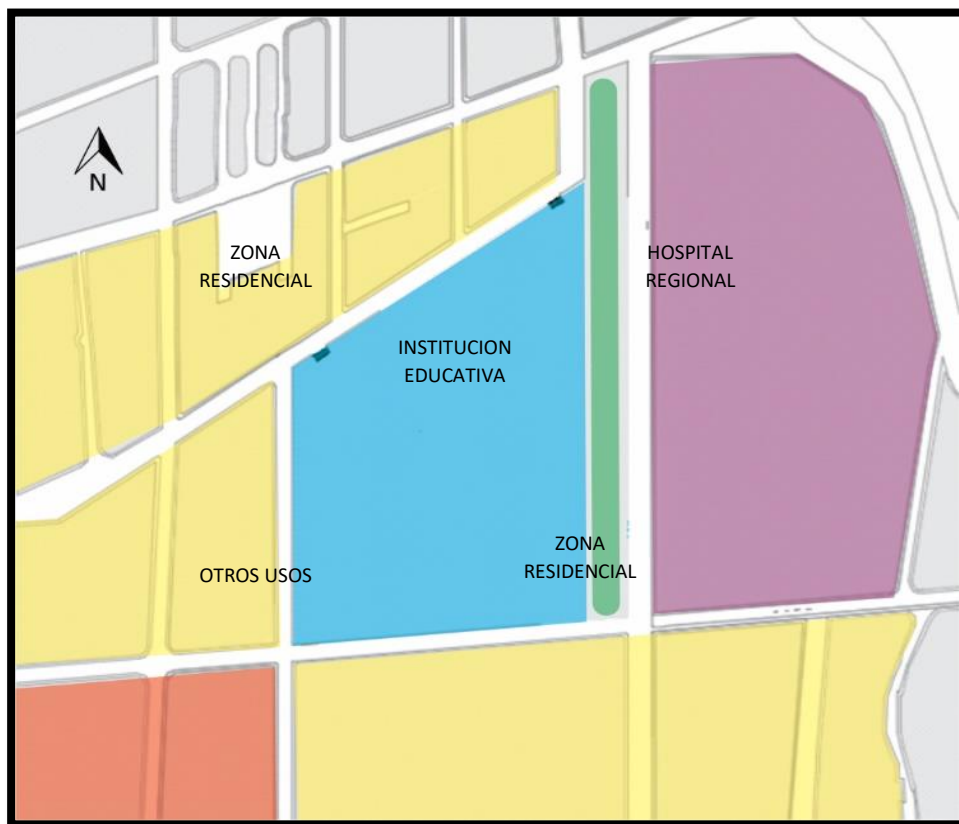 N
ZONA
RESIDENCIAL
HOSPITAL
REGIONAL
INSTITUCION
EDUCATIVA
ZONA
RESIDENCIAL
OTROS USOS